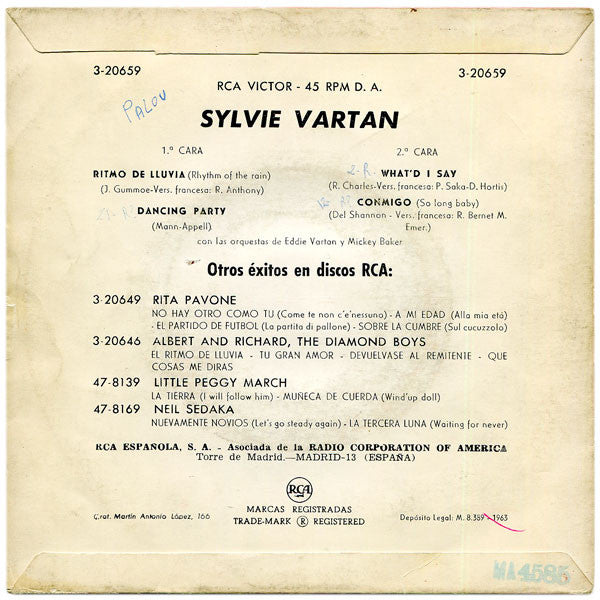 3-20659 3-20659
RCA VICTOR - 45 RPM D. A.
PALOU
SYLVIE VARTAN
1.ª CARA 2.ª CARA
RITMO DE LLUVIA (Rhythm of the rain)
(J. Gummoe-Vers. francesa: R. Anthony)
DANCING PARTY
(Mann-Appell)
2-R. WHAT'D I SAY
(R. Charles-Vers. francesa: P. Saka-D. Hortis)
CONMIGO (So long baby)
(Del Shannon - Vers. francesa: R. Bernet M.
Emer.)
con las orquestas de Eddie Vartan y Mickey Baker
Otros éxitos en discos RCA:
3-20649 RITA PAVONE
NO HAY OTRO COMO TU (Come te non c'e'nessuno) - A MI EDAD (Alla mia etó)
- EL PARTIDO DE FUTBOL (La partita di pallone) - SOBRE LA CUMBRE (Sul cucuzzolo)
3-20646 ALBERT AND RICHARD, THE DIAMOND BOYS
EL RITMO DE LLUVIA - TU GRAN AMOR - DEVUELVASE AL REMITENTE - QUE
COSAS ME DIRAS
47-8139 LITTLE PEGGY MARCH
LA TIERRA (I will follow him) - MUÑECA DE CUERDA (Wind'up doll)
47-8169 NEIL SEDAKA
NUEVAMENTE NOVIOS (Let's go steady again) - LA TERCERA LUNA (Waiting for never)
RCA ESPAÑOLA, S. A. - Asociada de la RADIO CORPORATION OF AMERICA
Torre de Madrid.—MADRID-13 (ESPAÑA)
RCA
MARCAS REGISTRADAS
TRADE-MARK ® REGISTERED
Graf. Martín Antonio López, 166
Depósito Legal: M. 8.389 - 1963
MA4585